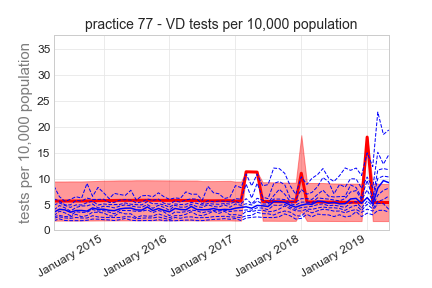 practice 77 - VD tests per 10,000 population
tests per 10,000 population
35
30
25
20
15
10
5
0
January 2015
January 2016
January 2017
January 2018
January 2019